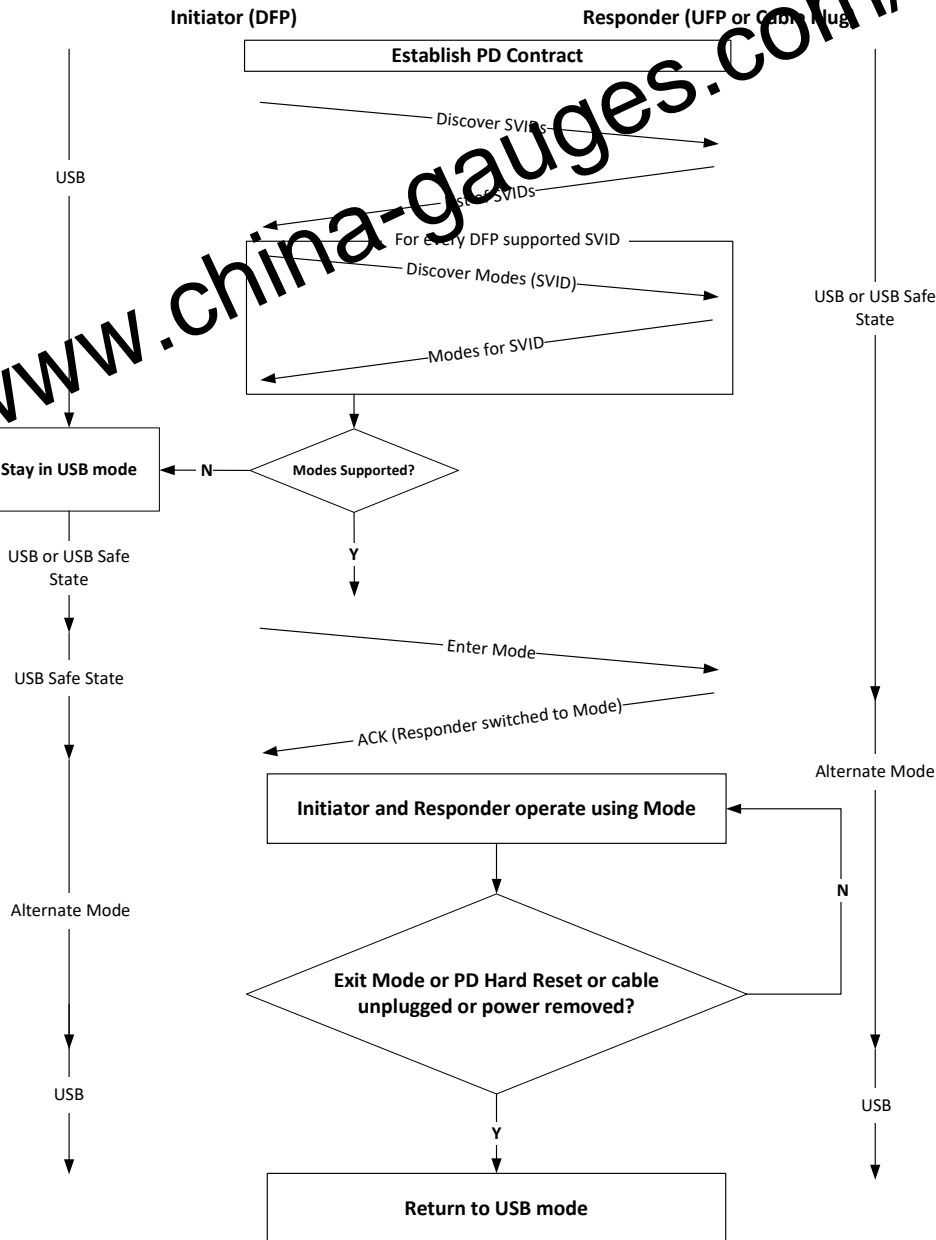 Initiator (DFP)
Responder (UFP or Cable Plug)
Establish PD Contract
Discover SVIDs
USB
List of SVIDs
For every DFP supported SVID
Discover Modes (SVID)
USB or USB Safe
State
Modes for SVID
Stay in USB mode
N
Modes Supported?
USB or USB Safe
State
Y
Enter Mode
USB Safe State
ACK (Responder switched to Mode)
Alternate Mode
Initiator and Responder operate using Mode
N
Alternate Mode
Exit Mode or PD Hard Reset or cable
unplugged or power removed?
USB
USB
Y
Return to USB mode
www.china-gauges.com/